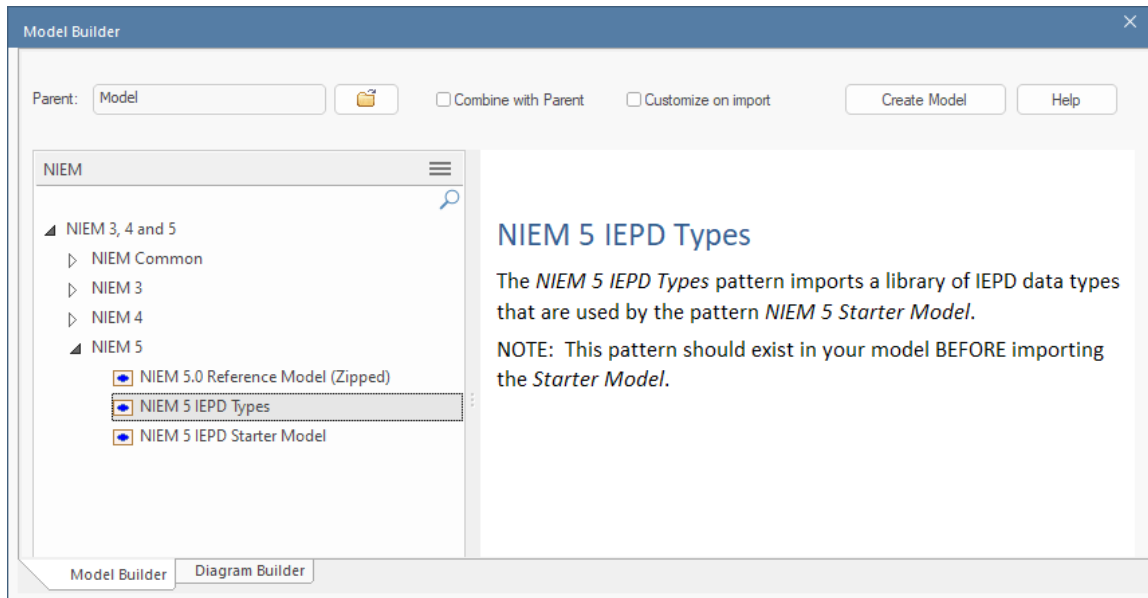 Model Builder
Parent: Model Combine with Parent Customize on import Create Model Help
NIEM
NIEM 3, 4 and 5
NIEM Common
NIEM 3
NIEM 4
NIEM 5
NIEM 5.0 Reference Model (Zipped)
NIEM 5 IEPD Types
NIEM 5 IEPD Starter Model
NIEM 5 IEPD Types
The NIEM 5 IEPD Types pattern imports a library of IEPD data types
that are used by the pattern NIEM 5 Starter Model.
NOTE: This pattern should exist in your model BEFORE importing
the Starter Model.
Model Builder Diagram Builder